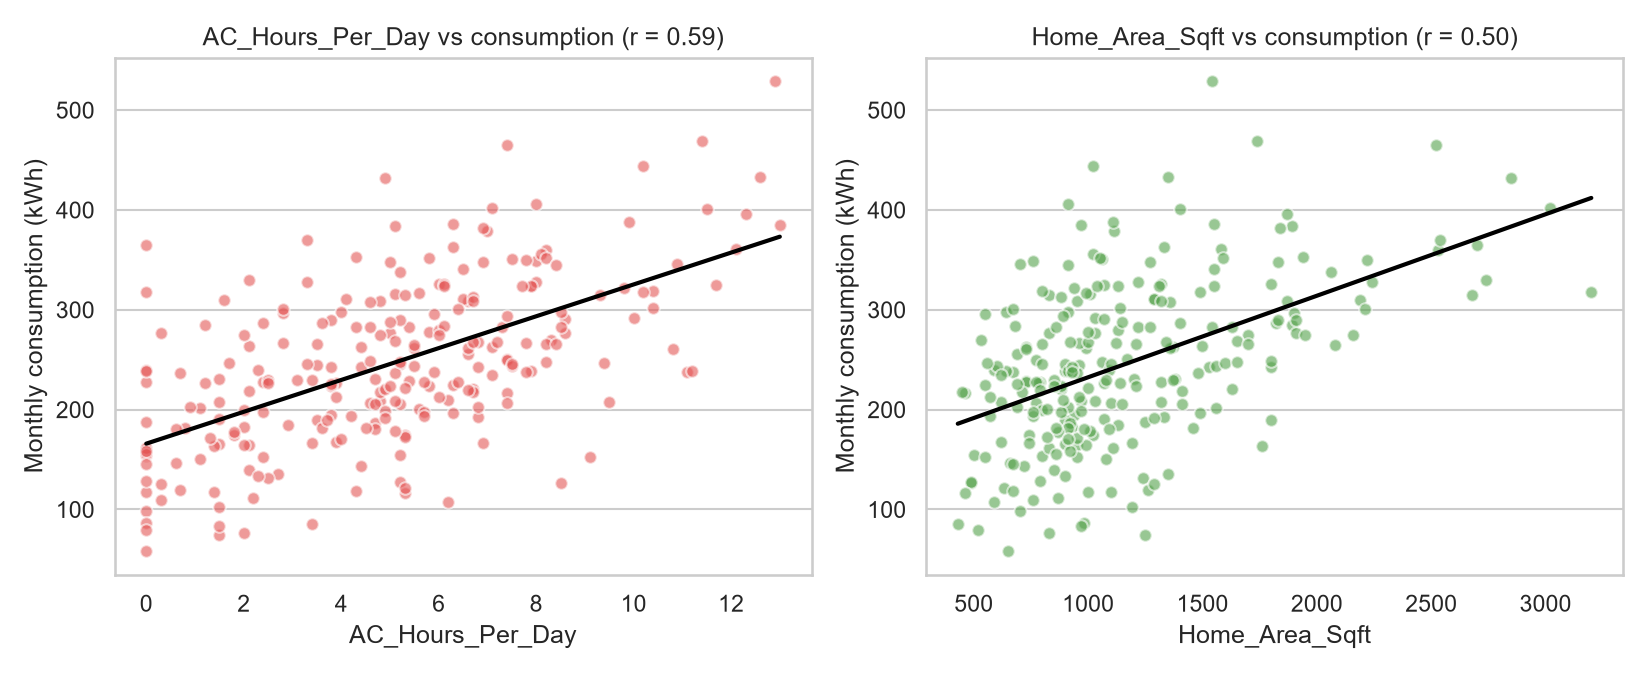 AC_Hours_Per_Day vs consumption (r = 0.59)
500
400
300
200
100
Monthly consumption (kWh)
0 2 4 6 8 10 12
AC_Hours_Per_Day
Home_Area_Sqft vs consumption (r = 0.50)
500
400
300
200
100
Monthly consumption (kWh)
500 1000 1500 2000 2500 3000
Home_Area_Sqft